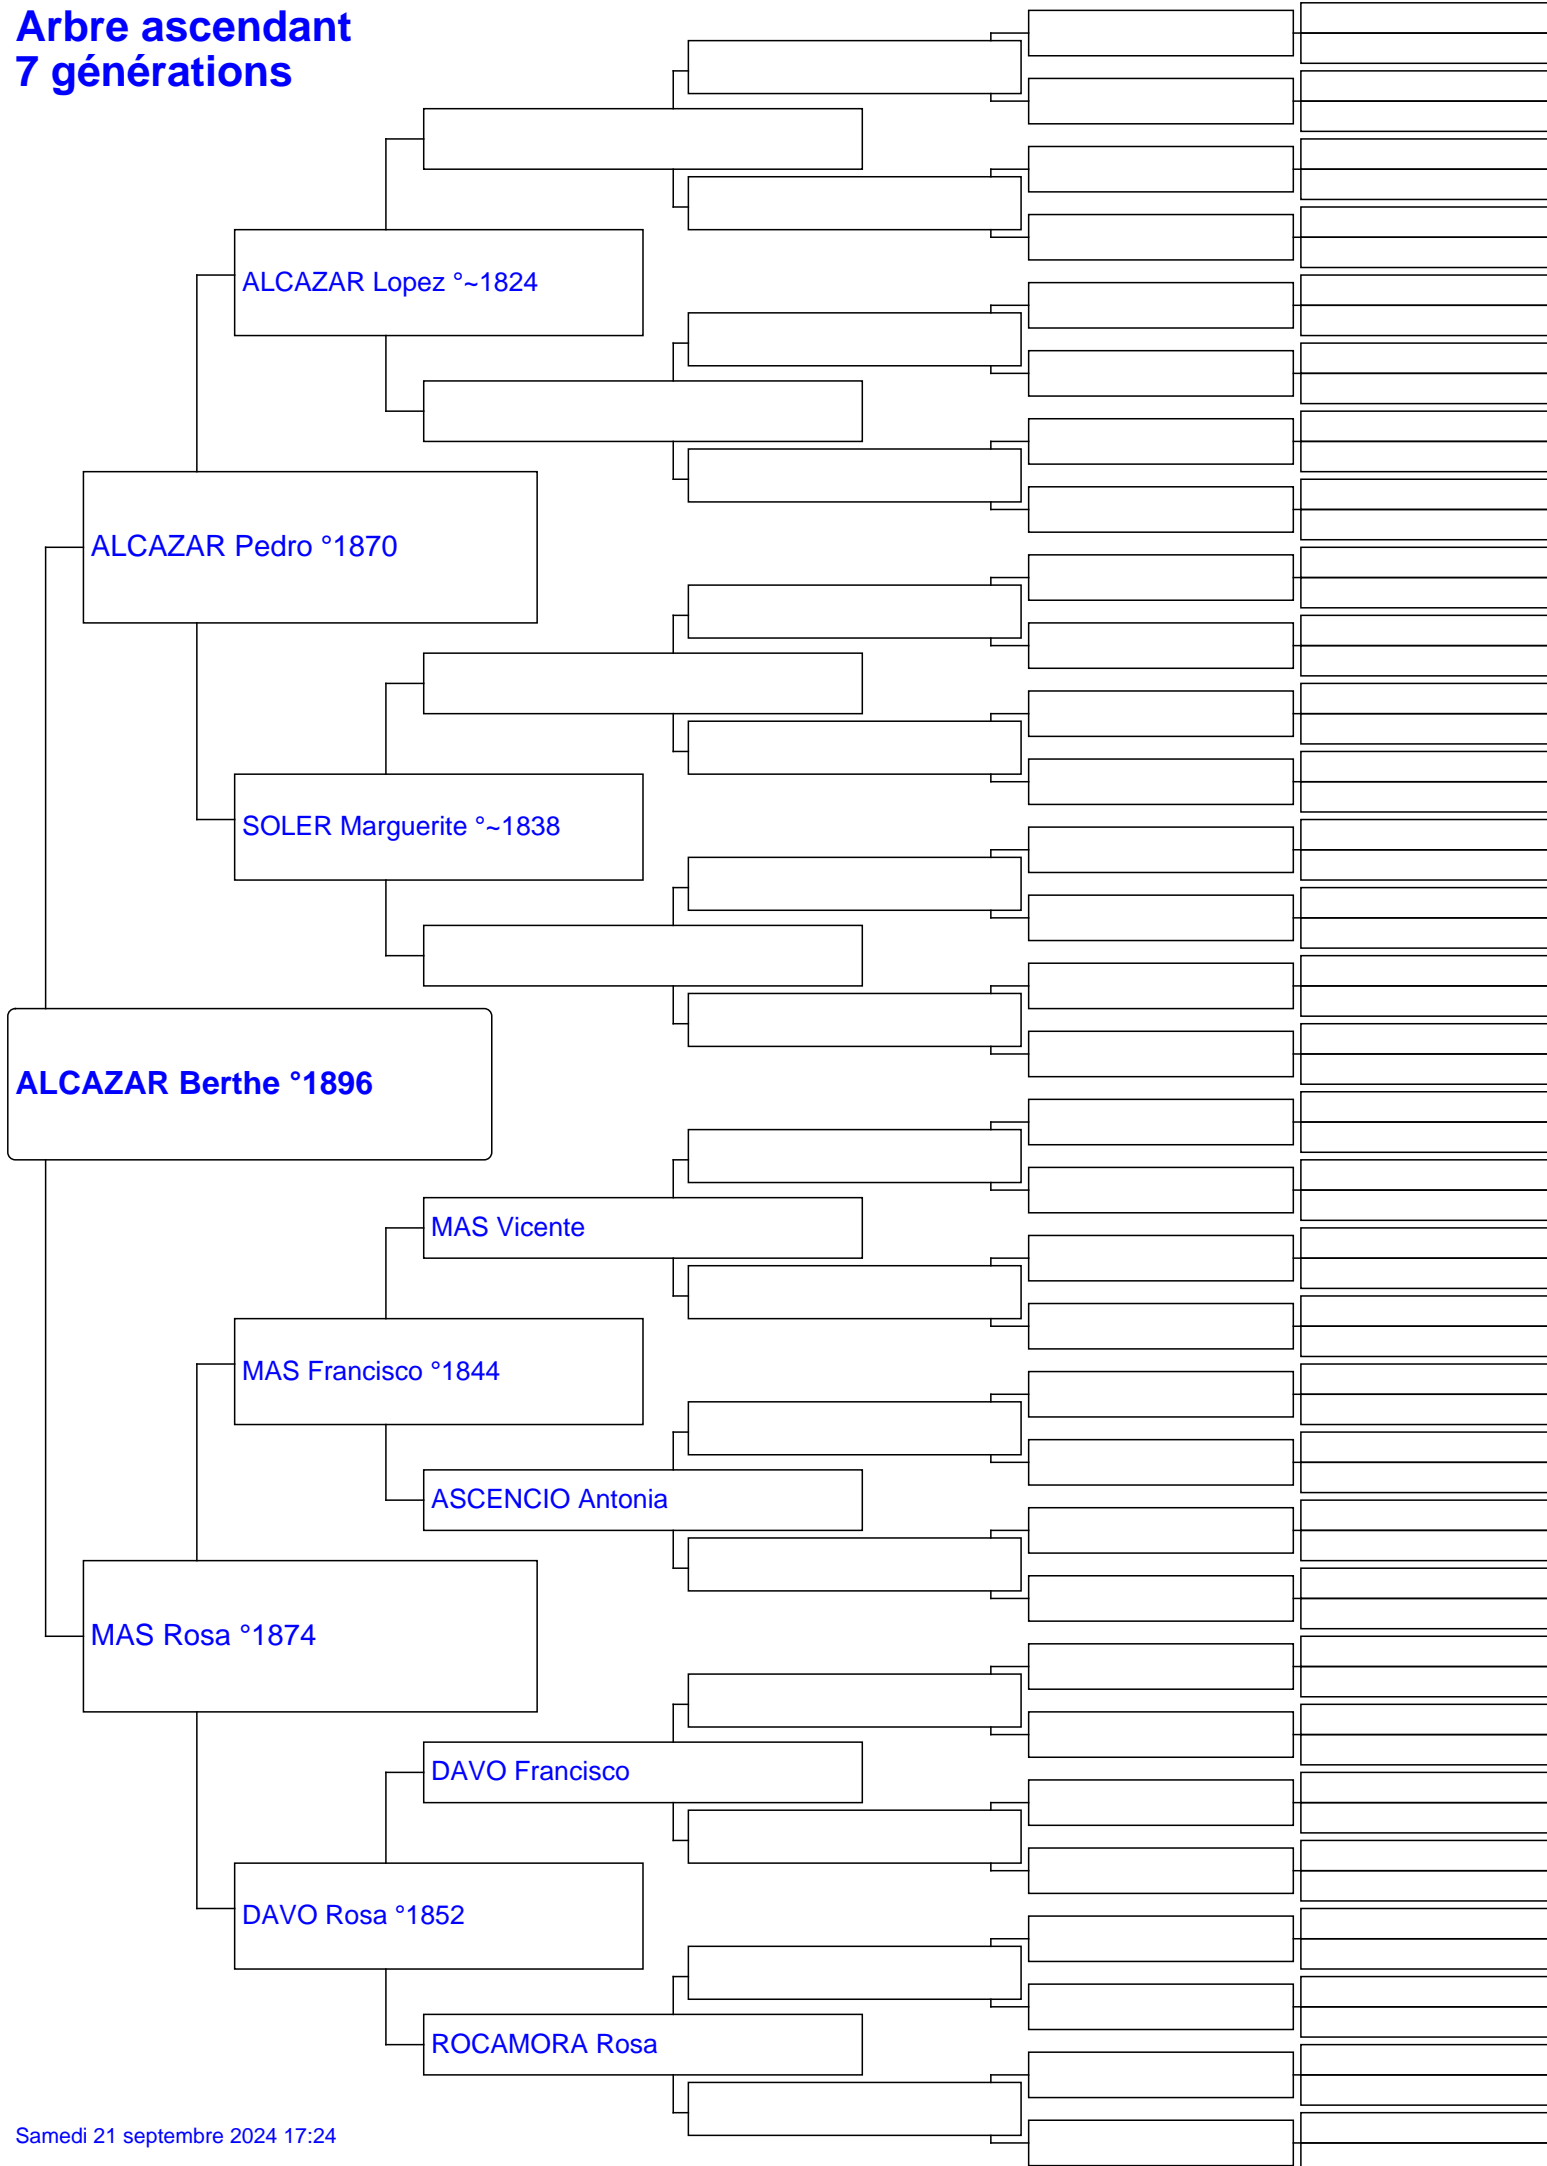 Arbre ascendant
7 générations
ALCAZAR Lopez °~1824
ALCAZAR Pedro °1870
SOLER Marguerite °~1838
ALCAZAR Berthe °1896
MAS Vicente
MAS Francisco °1844
ASCENCIO Antonia
MAS Rosa °1874
DAVO Francisco
DAVO Rosa °1852
ROCAMORA Rosa
Samedi 21 septembre 2024 17:24